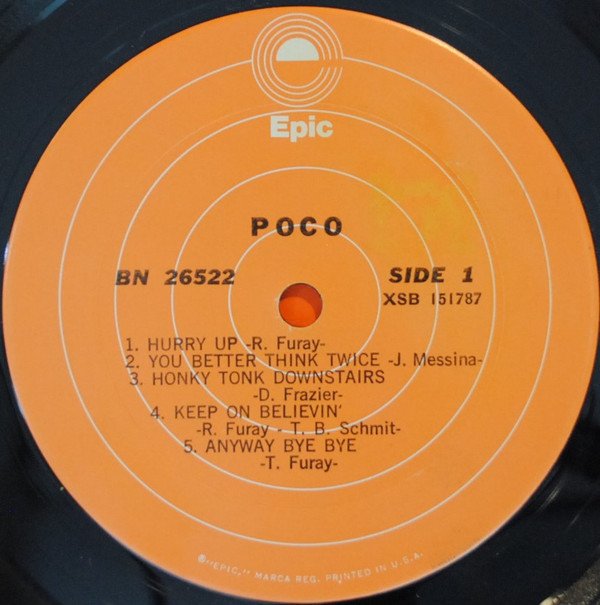 Epic
POCO
BN 26522
SIDE 1
XSB 151787
1. HURRY UP -R. Furay-
2. YOU BETTER THINK TWICE -J. Messina-
3. HONKY TONK DOWNSTAIRS
-D. Frazier-
4. KEEP ON BELIEVIN'
-R. Furay - T. B. Schmit-
5. ANYWAY BYE BYE
-T. Furay-
®"EPIC," MARCA REG. PRINTED IN U.S.A.